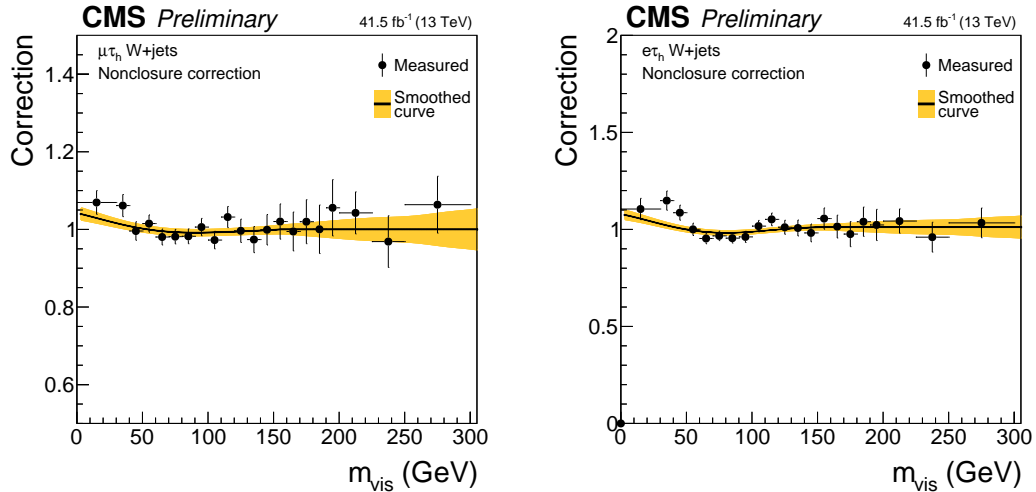 CMS Preliminary 41.5 fb⁻¹ (13 TeV)
μτₕ W+jets
Nonclosure correction
Measured
Smoothed
curve
Correction
1.4
1.2
1
0.8
0.6
0 50 100 150 200 250 300
m_vis (GeV)
CMS Preliminary 41.5 fb⁻¹ (13 TeV)
eτₕ W+jets
Nonclosure correction
Measured
Smoothed
curve
Correction
2
1.5
1
0.5
0
0 50 100 150 200 250 300
m_vis (GeV)